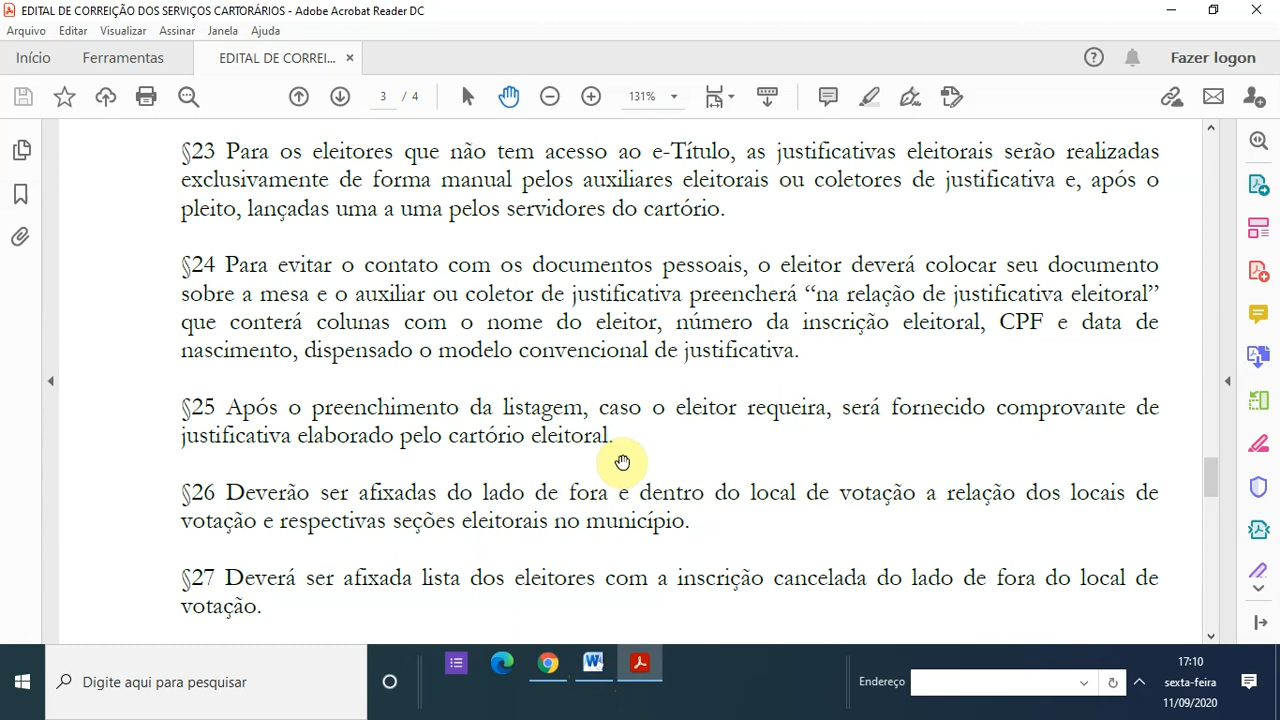 EDITAL DE CORREIÇÃO DOS SERVIÇOS CARTORÁRIOS - Adobe Acrobat Reader DC
Arquivo Editar Visualizar Assinar Janela Ajuda
Início Ferramentas EDITAL DE CORREI... × Fazer logon
3 / 4 131%
§23 Para os eleitores que não tem acesso ao e-Título, as justificativas eleitorais serão realizadas
exclusivamente de forma manual pelos auxiliares eleitorais ou coletores de justificativa e, após o
pleito, lançadas uma a uma pelos servidores do cartório.
§24 Para evitar o contato com os documentos pessoais, o eleitor deverá colocar seu documento
sobre a mesa e o auxiliar ou coletor de justificativa preencherá “na relação de justificativa eleitoral”
que conterá colunas com o nome do eleitor, número da inscrição eleitoral, CPF e data de
nascimento, dispensado o modelo convencional de justificativa.
§25 Após o preenchimento da listagem, caso o eleitor requeira, será fornecido comprovante de
justificativa elaborado pelo cartório eleitoral.
§26 Deverão ser afixadas do lado de fora e dentro do local de votação a relação dos locais de
votação e respectivas seções eleitorais no município.
§27 Deverá ser afixada lista dos eleitores com a inscrição cancelada do lado de fora do local de
votação.
Digite aqui para pesquisar
Endereço
17:10
sexta-feira
11/09/2020